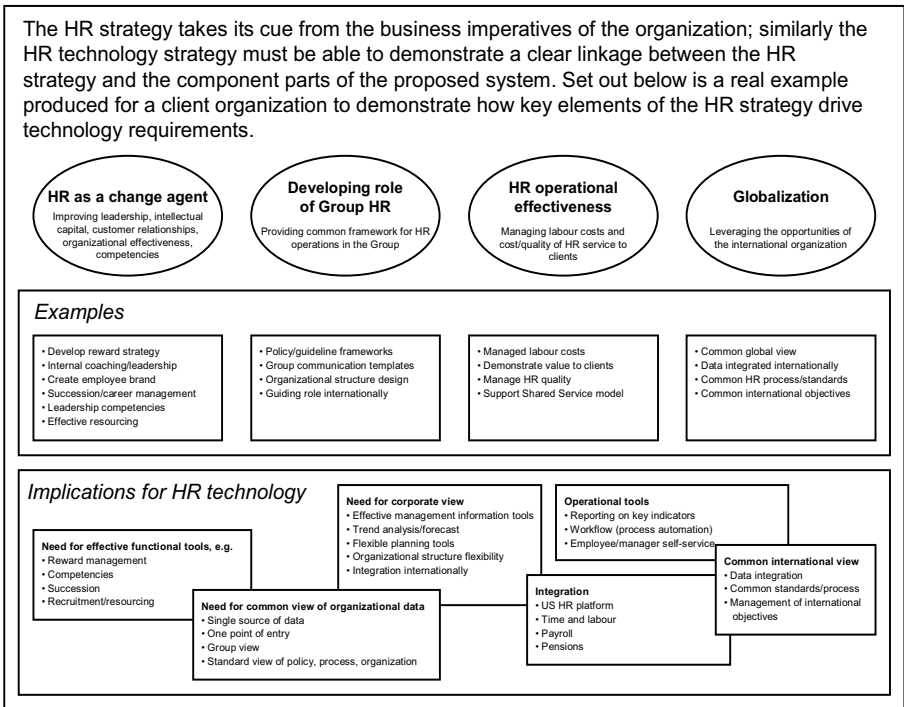 The HR strategy takes its cue from the business imperatives of the organization; similarly the
HR technology strategy must be able to demonstrate a clear linkage between the HR
strategy and the component parts of the proposed system. Set out below is a real example
produced for a client organization to demonstrate how key elements of the HR strategy drive
technology requirements.
HR as a change agent
Improving leadership, intellectual
capital, customer relationships,
organizational effectiveness,
competencies
Developing role
of Group HR
Providing common framework for HR
operations in the Group
HR operational
effectiveness
Managing labour costs and
cost/quality of HR service to
clients
Globalization
Leveraging the opportunities of
the international organization
Examples
• Develop reward strategy
• Internal coaching/leadership
• Create employee brand
• Succession/career management
• Leadership competencies
• Effective resourcing
• Policy/guideline frameworks
• Group communication templates
• Organizational structure design
• Guiding role internationally
• Managed labour costs
• Demonstrate value to clients
• Manage HR quality
• Support Shared Service model
• Common global view
• Data integrated internationally
• Common HR process/standards
• Common international objectives
Implications for HR technology
Need for effective functional tools, e.g.
• Reward management
• Competencies
• Succession
• Recruitment/resourcing
Need for common view of organizational data
• Single source of data
• One point of entry
• Group view
• Standard view of policy, process, organization
Need for corporate view
• Effective management information tools
• Trend analysis/forecast
• Flexible planning tools
• Organizational structure flexibility
• Integration internationally
Operational tools
• Reporting on key indicators
• Workflow (process automation)
• Employee/manager self-service
Integration
• US HR platform
• Time and labour
• Payroll
• Pensions
Common international view
• Data integration
• Common standards/process
• Management of international
objectives